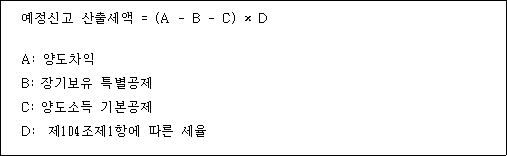 예정신고 산출세액 = (A - B - C) × D
A: 양도차익
B: 장기보유 특별공제
C: 양도소득 기본공제
D: 제104조제1항에 따른 세율